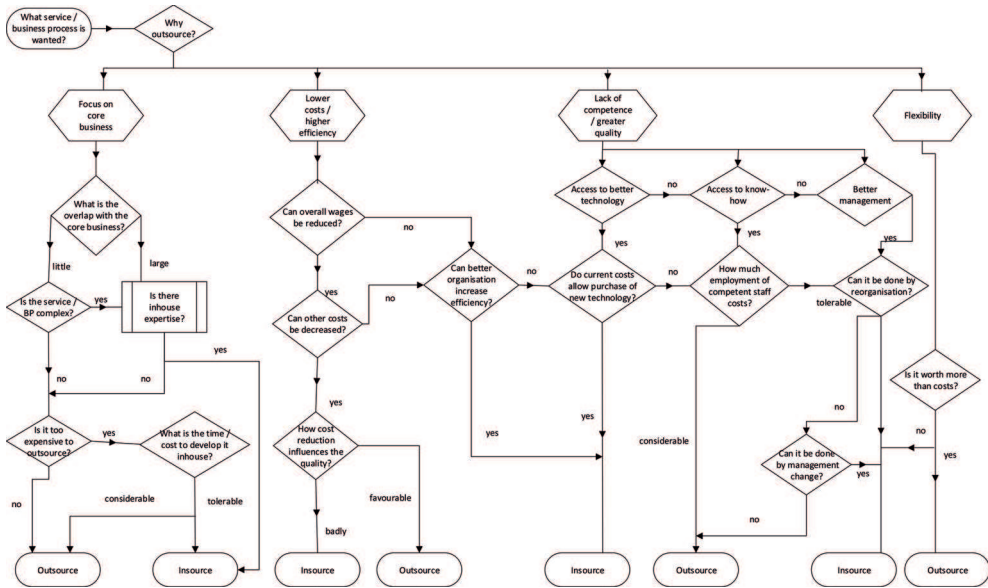 What service /
business process is
wanted?
Why
outsource?
Focus on
core
business
Lower
costs /
higher
efficiency
Lack of
competence
/ greater
quality
Flexibility
What is the
overlap with the
core business?
Can overall wages
be reduced?
no
Access to better
technology
no
Access to know-
how
no
Better
management
little
large
yes
yes
yes
Is the service /
BP complex?
yes
Is there
inhouse
expertise?
yes
Can other costs
be decreased?
no
Can better
organisation
increase
efficiency?
no
Do current costs
allow purchase of
new technology?
no
How much
employment of
competent staff
costs?
tolerable
Can it be done by
reorganisation?
no
no
yes
Is it worth more
than costs?
Is it too
expensive to
outsource?
yes
What is the time /
cost to develop it
inhouse?
yes
How cost
reduction
influences the
quality?
yes
yes
considerable
no
no
yes
Can it be done
by management
change?
yes
no
considerable
tolerable
favourable
badly
no
Outsource
Insource
Insource
Outsource
Insource
Outsource
Insource
Outsource